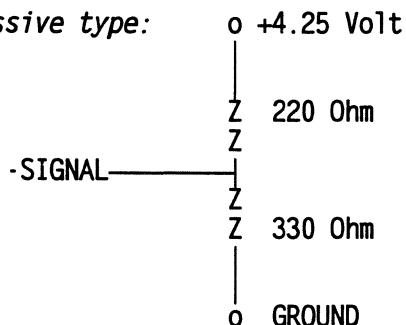 ssive type: o +4.25 Volt
Z 220 Ohm
Z
-SIGNAL
Z
Z 330 Ohm
o GROUND